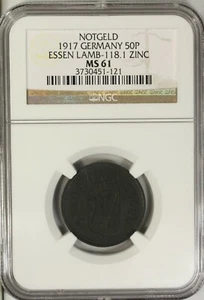 NOTGELD
1917 GERMANY 50P
ESSEN LAMB-118.1 ZINC
MS 61
3730451-121
NGC